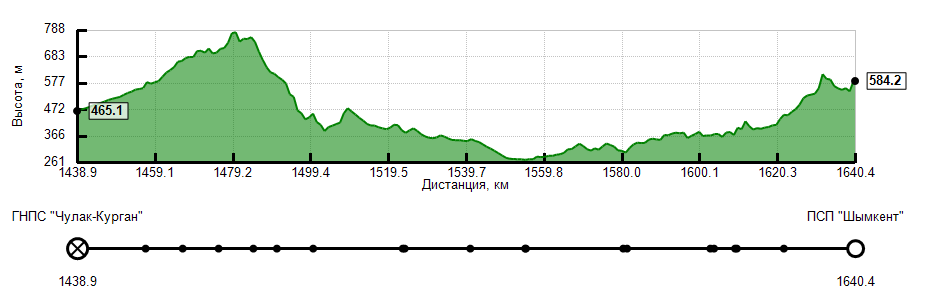 788
683
577
472
366
261
Высота, м
465.1
584.2
1438.9 1459.1 1479.2 1499.4 1519.5 1539.7 1559.8 1580.0 1600.1 1620.3 1640.4
Дистанция, км
ГНПС "Чулак-Курган" ПСП "Шымкент"
1438.9 1640.4